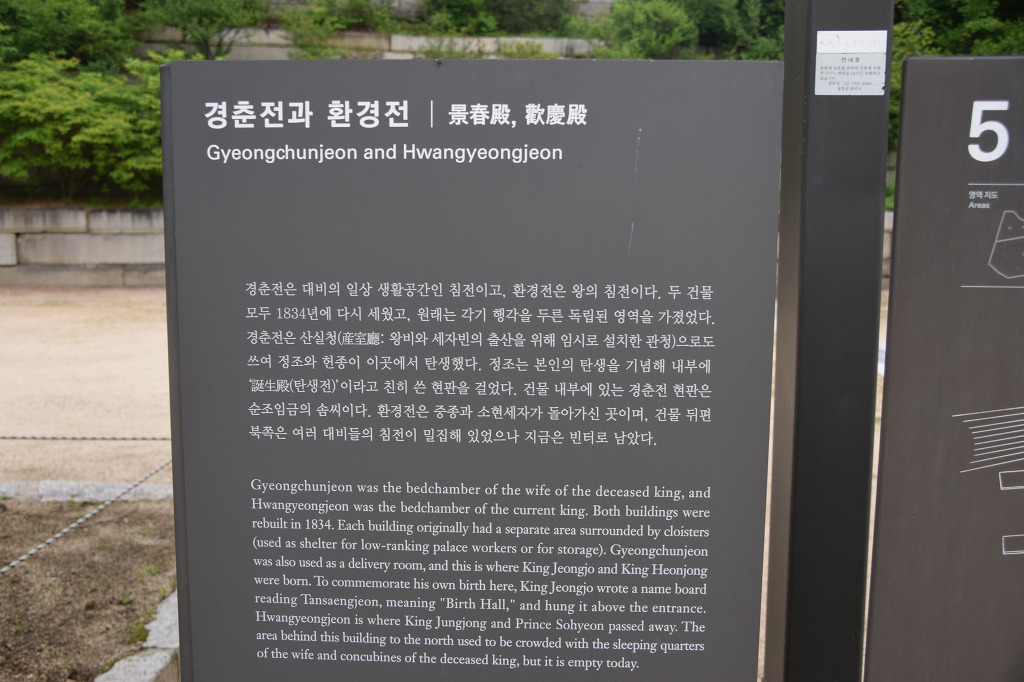 경춘전과 환경전 | 景春殿, 歡慶殿
Gyeongchunjeon and Hwangyeongjeon
경춘전은 대비의 일상 생활공간인 침전이고, 환경전은 왕의 침전이다. 두 건물
모두 1834년에 다시 세웠고, 원래는 각기 행각을 두른 독립된 영역을 가졌었다.
경춘전은 산실청(産室廳: 왕비와 세자빈의 출산을 위해 임시로 설치한 관청)으로도
쓰여 정조와 헌종이 이곳에서 탄생했다. 정조는 본인의 탄생을 기념해 내부에
‘誕生殿(탄생전)’이라고 친히 쓴 현판을 걸었다. 건물 내부에 있는 경춘전 현판은
순조임금의 솜씨이다. 환경전은 중종과 소현세자가 돌아가신 곳이며, 건물 뒤편
북쪽은 여러 대비들의 침전이 밀집해 있었으나 지금은 빈터로 남았다.
Gyeongchunjeon was the bedchamber of the wife of the deceased king, and
Hwangyeongjeon was the bedchamber of the current king. Both buildings were
rebuilt in 1834. Each building originally had a separate area surrounded by cloisters
(used as shelter for low-ranking palace workers or for storage). Gyeongchunjeon
was also used as a delivery room, and this is where King Jeongjo and King Heonjong
were born. To commemorate his own birth here, King Jeongjo wrote a name board
reading Tansaengjeon, meaning "Birth Hall," and hung it above the entrance.
Hwangyeongjeon is where King Jungjong and Prince Sohyeon passed away. The
area behind this building to the north used to be crowded with the sleeping quarters
of the wife and concubines of the deceased king, but it is empty today.
안 내 문
5
영역 지도
Areas